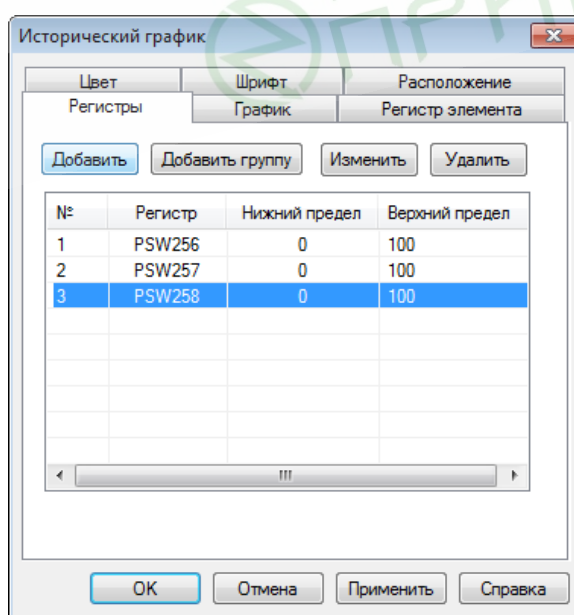 Исторический график
Цвет Шрифт Расположение
Регистры График Регистр элемента
Добавить Добавить группу Изменить Удалить
№ Регистр Нижний предел Верхний предел
1 PSW256 0 100
2 PSW257 0 100
3 PSW258 0 100
OK Отмена Применить Справка